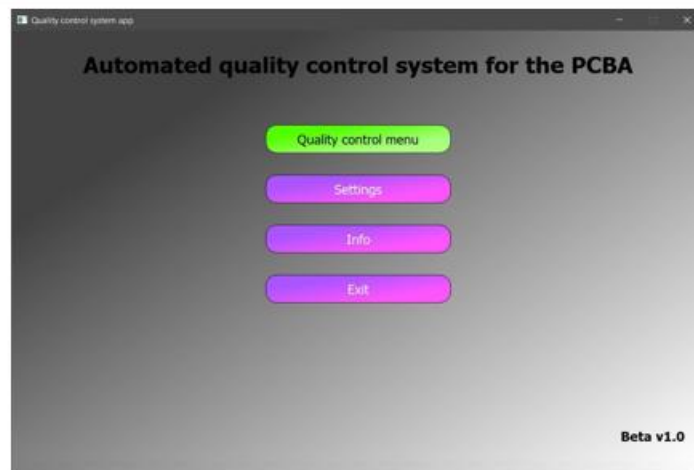 Quality control system app
Automated quality control system for the PCBA
Quality control menu
Settings
Info
Exit
Beta v1.0